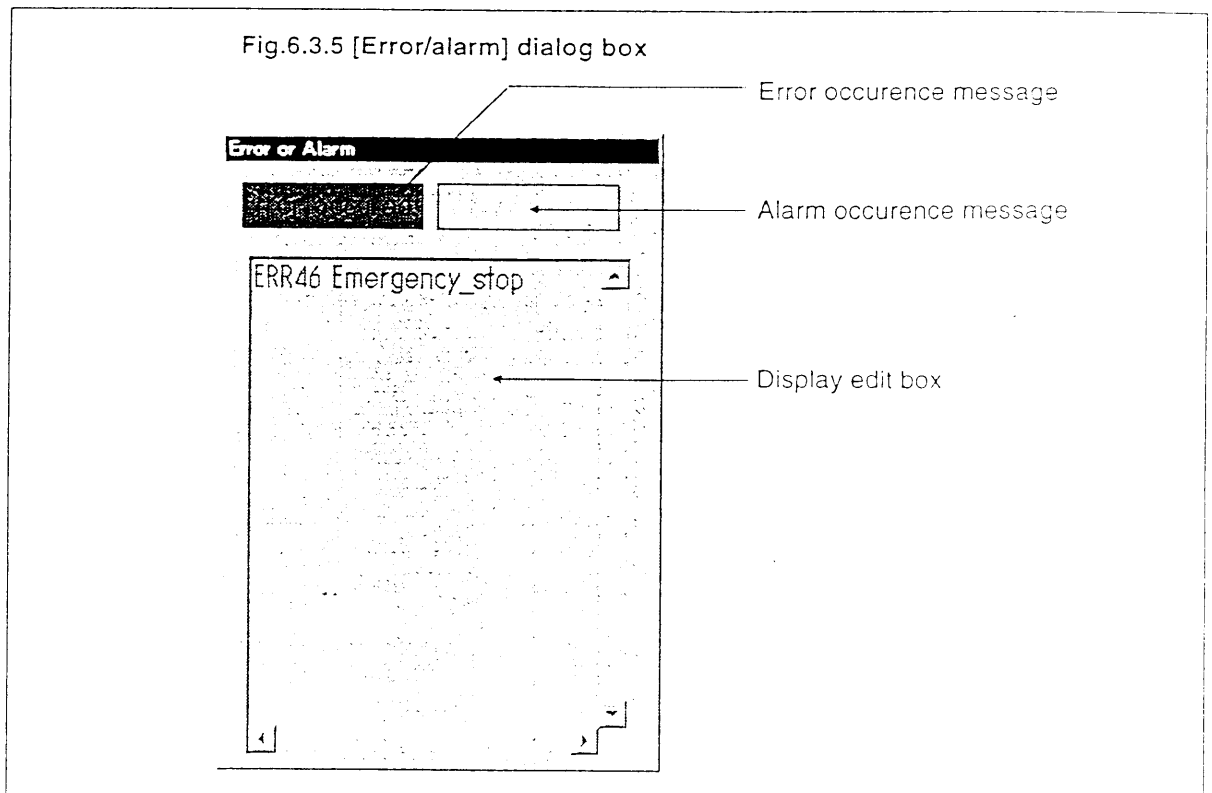 Fig.6.3.5 [Error/alarm] dialog box
Error occurence message
Error or Alarm
Alarm occurence message
ERR46 Emergency_stop
Display edit box